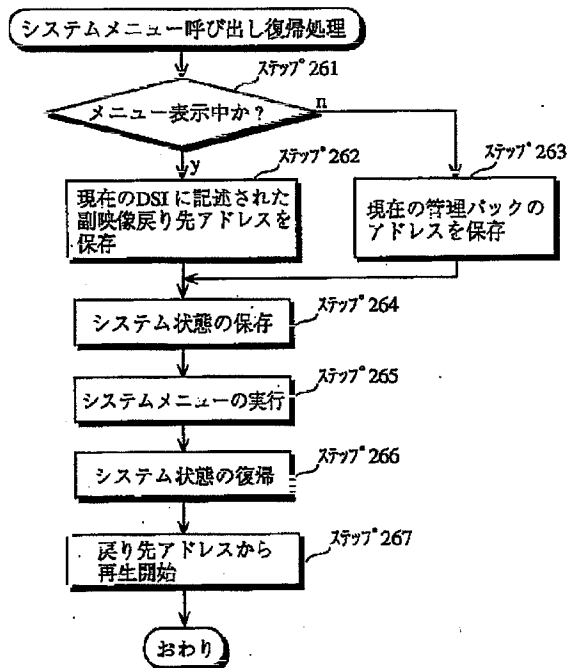 システムメニュー呼び出し復帰処理
ステップ261
メニュー表示中か?
n
y
ステップ262
ステップ263
現在のDSIに記述された
副映像戻り先アドレスを
保存
現在の管理パックの
アドレスを保存
ステップ264
システム状態の保存
ステップ265
システムメニューの実行
ステップ266
システム状態の復帰
ステップ267
戻り先アドレスから
再生開始
おわり